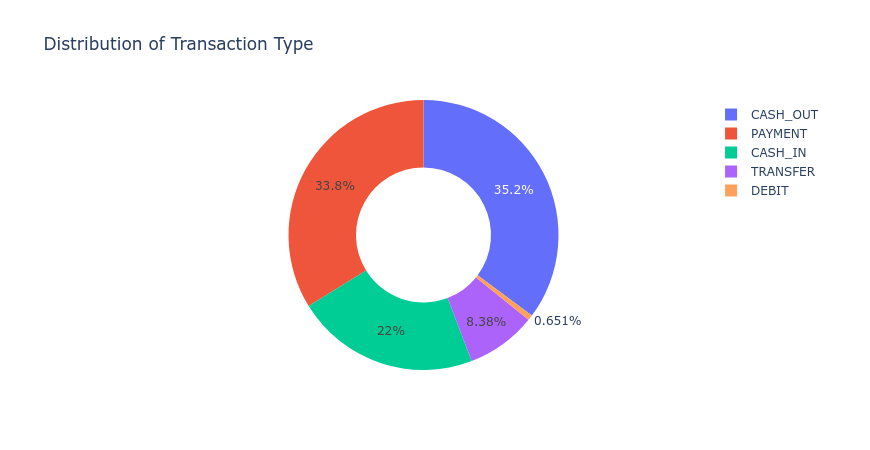 Distribution of Transaction Type
CASH_OUT
PAYMENT
CASH_IN
TRANSFER
DEBIT
33.8%
35.2%
22%
8.38%
0.651%